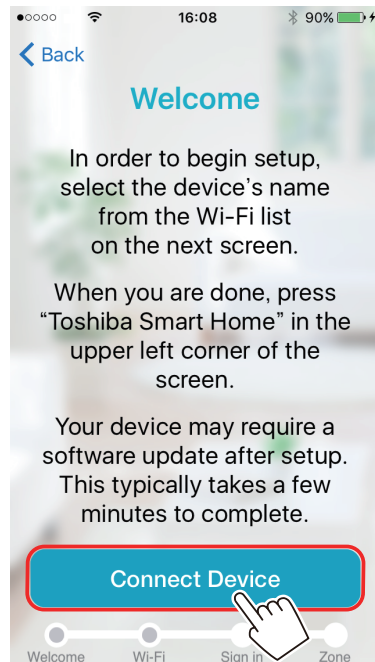 16:08
90%
Back
Welcome
In order to begin setup,
select the device's name
from the Wi-Fi list
on the next screen.
When you are done, press
“Toshiba Smart Home” in the
upper left corner of the
screen.
Your device may require a
software update after setup.
This typically takes a few
minutes to complete.
Connect Device
Welcome Wi-Fi Sign in Zone